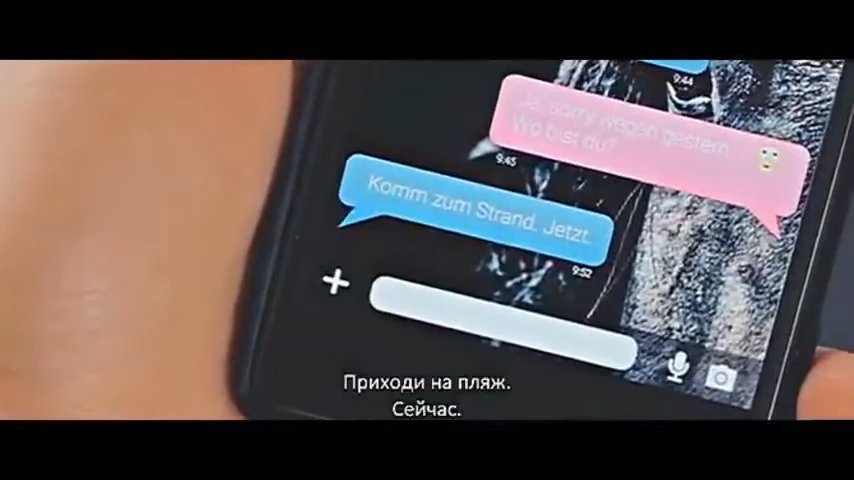 9:44
Ja, sorry wegen gestern.
Wo bist du?
9:45
Komm zum Strand. Jetzt.
9:52
Приходи на пляж.
Сейчас.